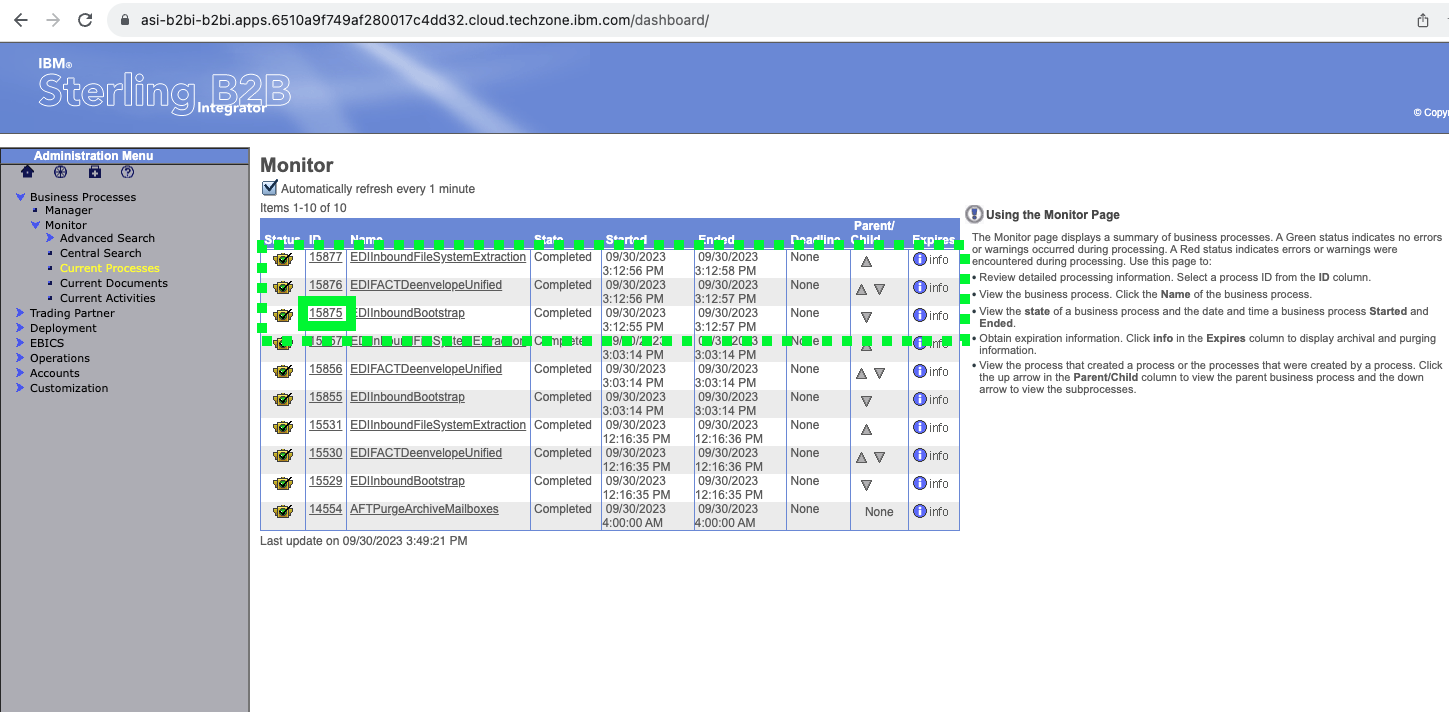 asi-b2bi-b2bi.apps.6510a9f749af280017c4dd32.cloud.techzone.ibm.com/dashboard/
IBM®
Sterling B2B
Integrator
© Copy
Administration Menu
Business Processes
Manager
Monitor
Advanced Search
Central Search
Current Processes
Current Documents
Current Activities
Trading Partner
Deployment
EBICS
Operations
Accounts
Customization
Monitor
Automatically refresh every 1 minute
Items 1-10 of 10
Status ID Name State Started Ended Deadline Parent/ Child Expires
15877 EDIInboundFileSystemExtraction Completed 09/30/2023 3:12:56 PM 09/30/2023 3:12:58 PM None info
15876 EDIFACTDeenvelopeUnified Completed 09/30/2023 3:12:56 PM 09/30/2023 3:12:57 PM None info
15875 EDIInboundBootstrap Completed 09/30/2023 3:12:55 PM 09/30/2023 3:12:57 PM None info
EDIInboundFileSystemExtraction Completed 09/30/2023 3:03:14 PM 09/30/2023 3:03:14 PM None info
15856 EDIFACTDeenvelopeUnified Completed 09/30/2023 3:03:14 PM 09/30/2023 3:03:14 PM None info
15855 EDIInboundBootstrap Completed 09/30/2023 3:03:14 PM 09/30/2023 3:03:14 PM None info
15531 EDIInboundFileSystemExtraction Completed 09/30/2023 12:16:35 PM 09/30/2023 12:16:36 PM None info
15530 EDIFACTDeenvelopeUnified Completed 09/30/2023 12:16:35 PM 09/30/2023 12:16:36 PM None info
15529 EDIInboundBootstrap Completed 09/30/2023 12:16:35 PM 09/30/2023 12:16:35 PM None info
14554 AFTPurgeArchiveMailboxes Completed 09/30/2023 4:00:00 AM 09/30/2023 4:00:00 AM None None info
Last update on 09/30/2023 3:49:21 PM
Using the Monitor Page
The Monitor page displays a summary of business processes. A Green status indicates no errors
or warnings occurred during processing. A Red status indicates errors or warnings were
encountered during processing. Use this page to:
• Review detailed processing information. Select a process ID from the ID column.
• View the business process. Click the Name of the business process.
• View the state of a business process and the date and time a business process Started and
Ended.
• Obtain expiration information. Click info in the Expires column to display archival and purging
information.
• View the process that created a process or the processes that were created by a process. Click
the up arrow in the Parent/Child column to view the parent business process and the down
arrow to view the subprocesses.